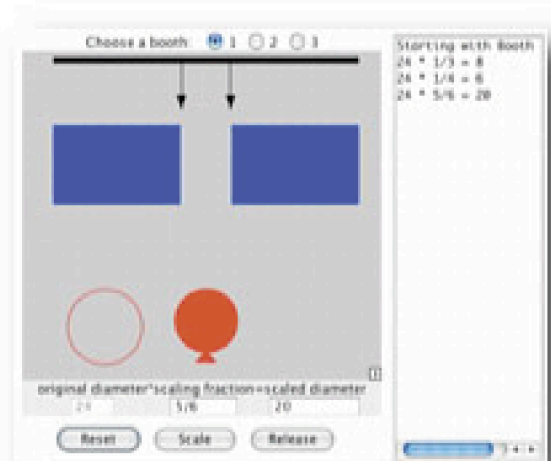 Choose a booth: 1 2 3
Starting with Booth
24 * 1/3 = 8
24 * 1/4 = 6
24 * 5/6 = 20
original diameter*scaling fraction=scaled diameter
24 5/6 20
Reset Scale Release